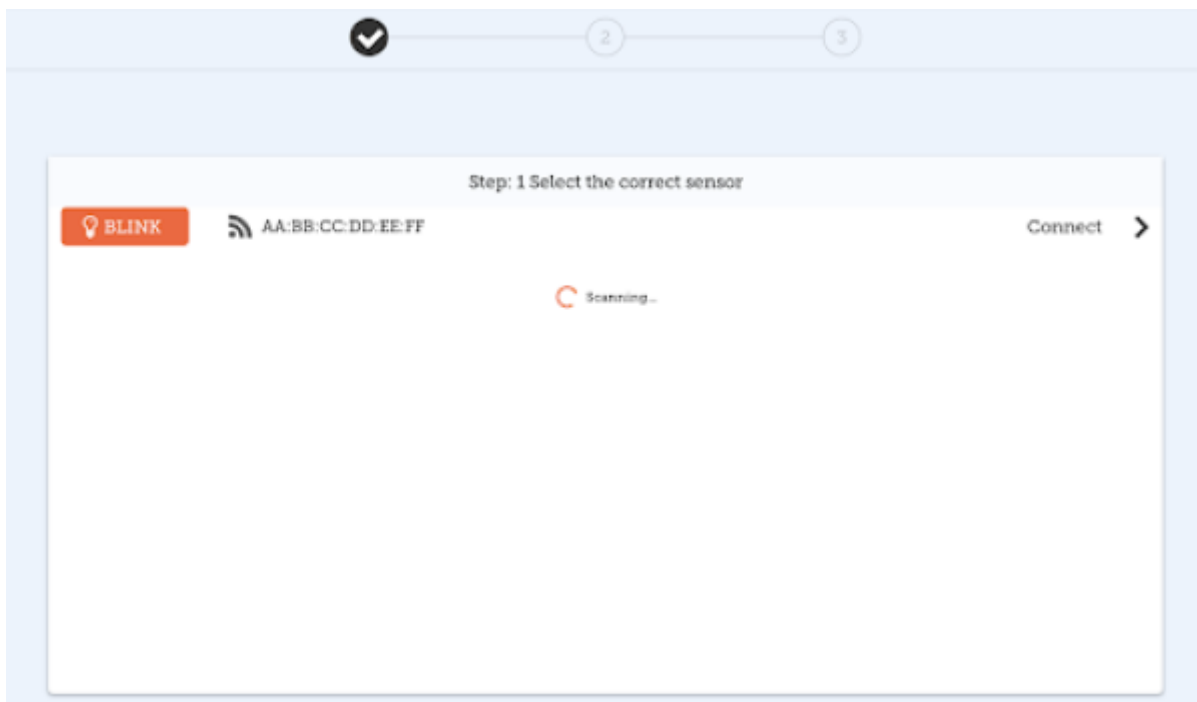 2 3
Step: 1 Select the correct sensor
BLINK AA:BB:CC:DD:EE:FF Connect
Scanning...